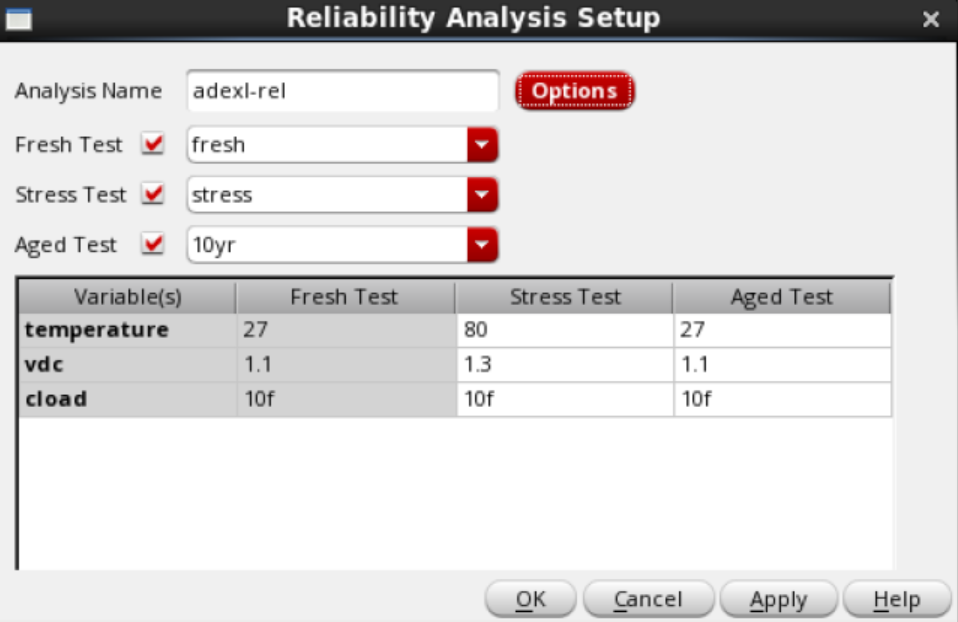 Reliability Analysis Setup
Analysis Name adexl-rel Options
Fresh Test fresh
Stress Test stress
Aged Test 10yr
Variable(s) Fresh Test Stress Test Aged Test
temperature 27 80 27
vdc 1.1 1.3 1.1
cload 10f 10f 10f
OK Cancel Apply Help